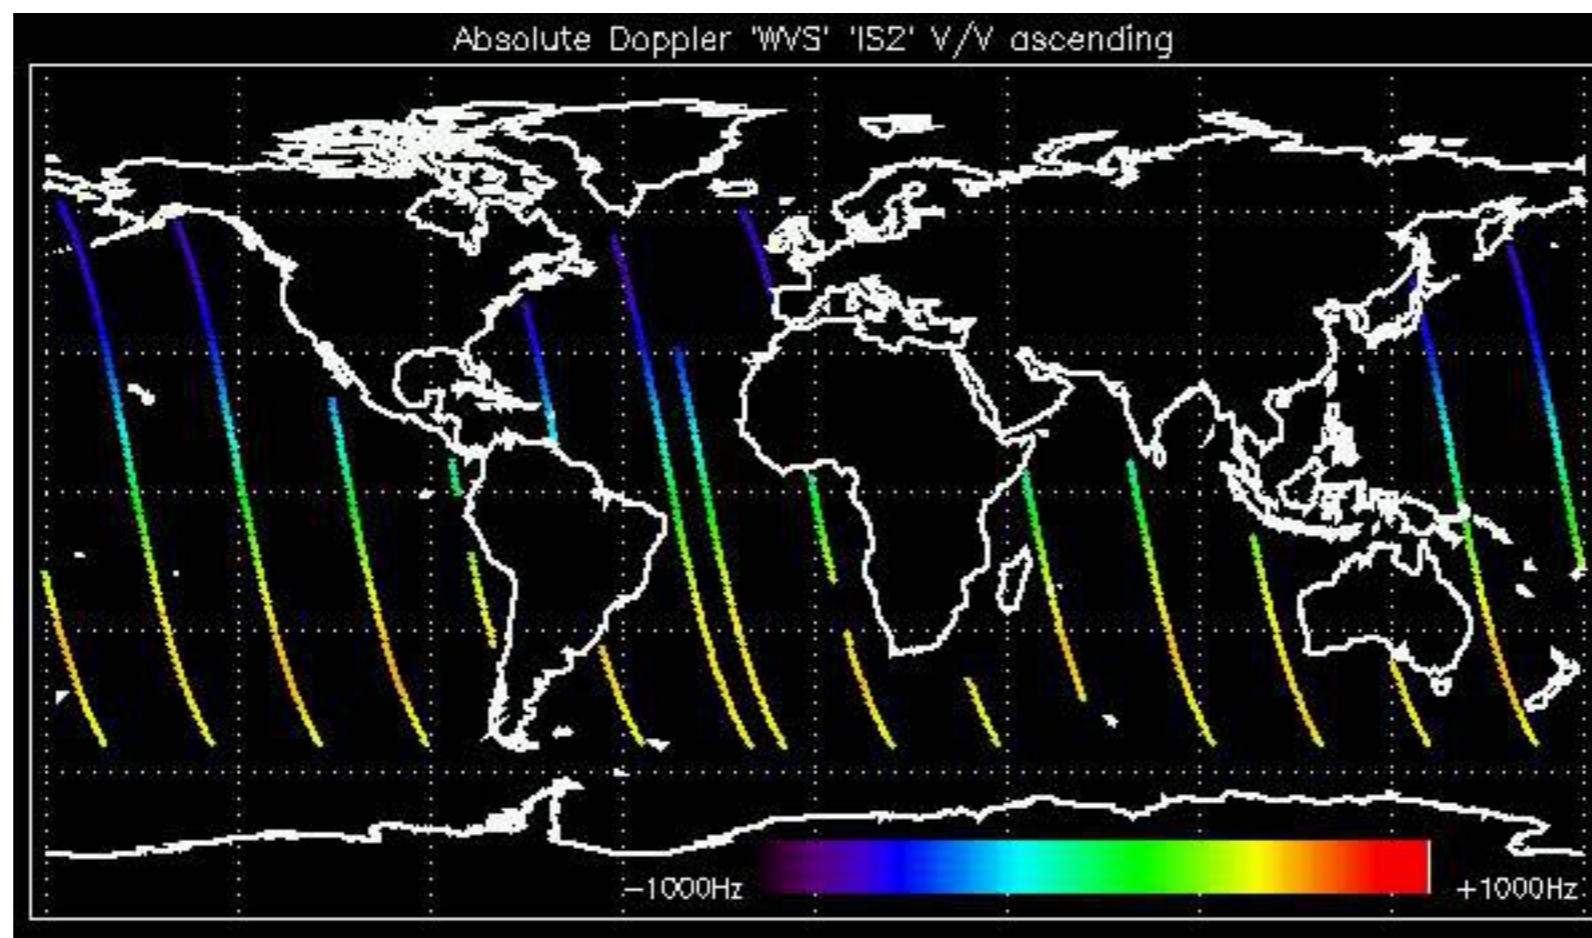 Absolute Doppler 'WVS' 'IS2' V/V ascending
-1000Hz +1000Hz